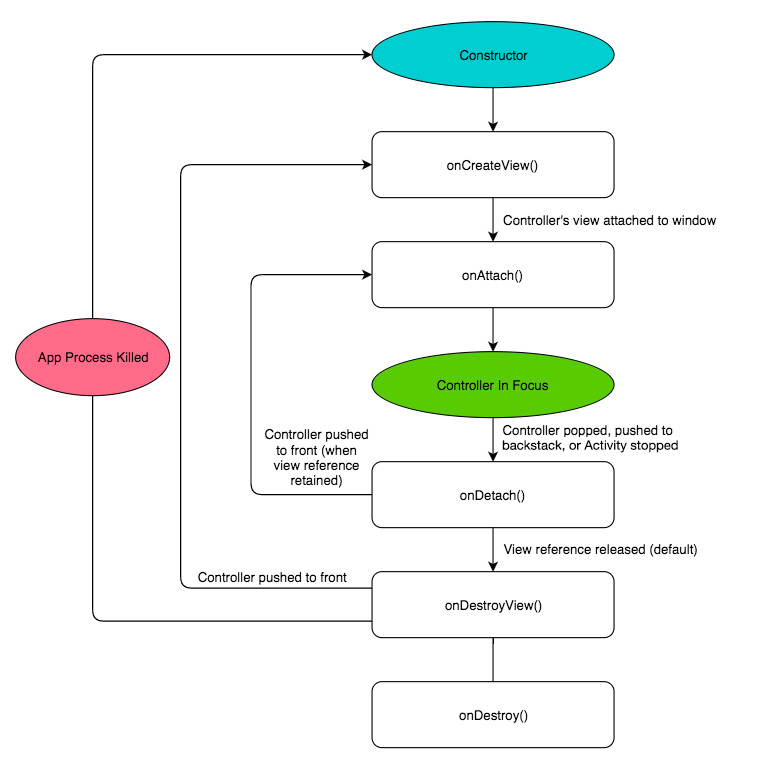 Constructor
onCreateView()
Controller's view attached to window
onAttach()
App Process Killed
Controller In Focus
Controller popped, pushed to
backstack, or Activity stopped
Controller pushed
to front (when
view reference
retained)
onDetach()
View reference released (default)
Controller pushed to front
onDestroyView()
onDestroy()